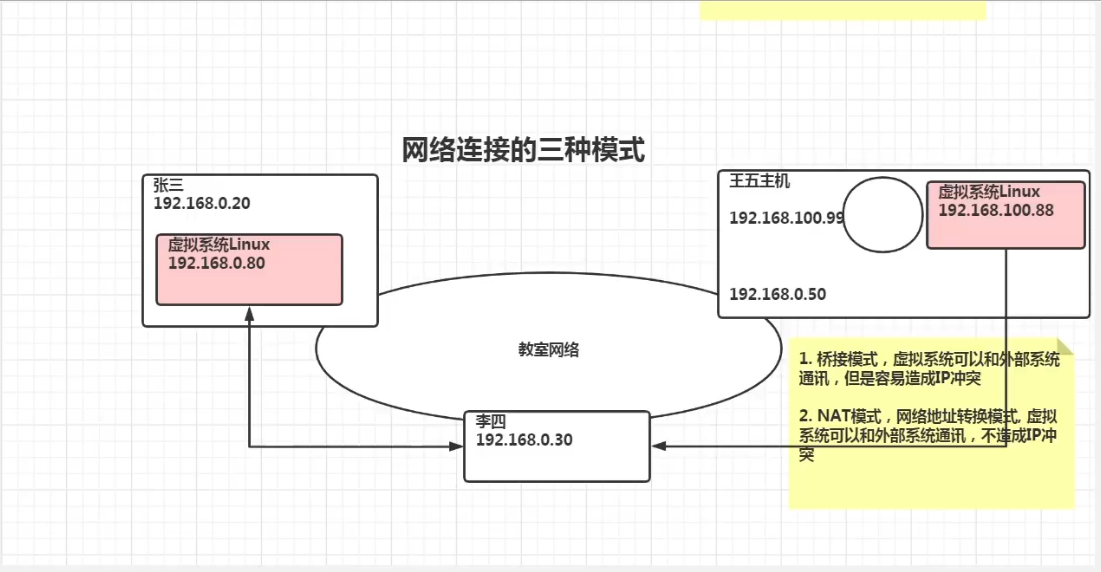 网络连接的三种模式
张三
192.168.0.20
虚拟系统Linux
192.168.0.80
王五主机
192.168.100.99
虚拟系统Linux
192.168.100.88
192.168.0.50
教室网络
李四
192.168.0.30
1. 桥接模式，虚拟系统可以和外部系统
通讯，但是容易造成IP冲突
2. NAT模式，网络地址转换模式, 虚拟
系统可以和外部系统通讯，不造成IP冲
突